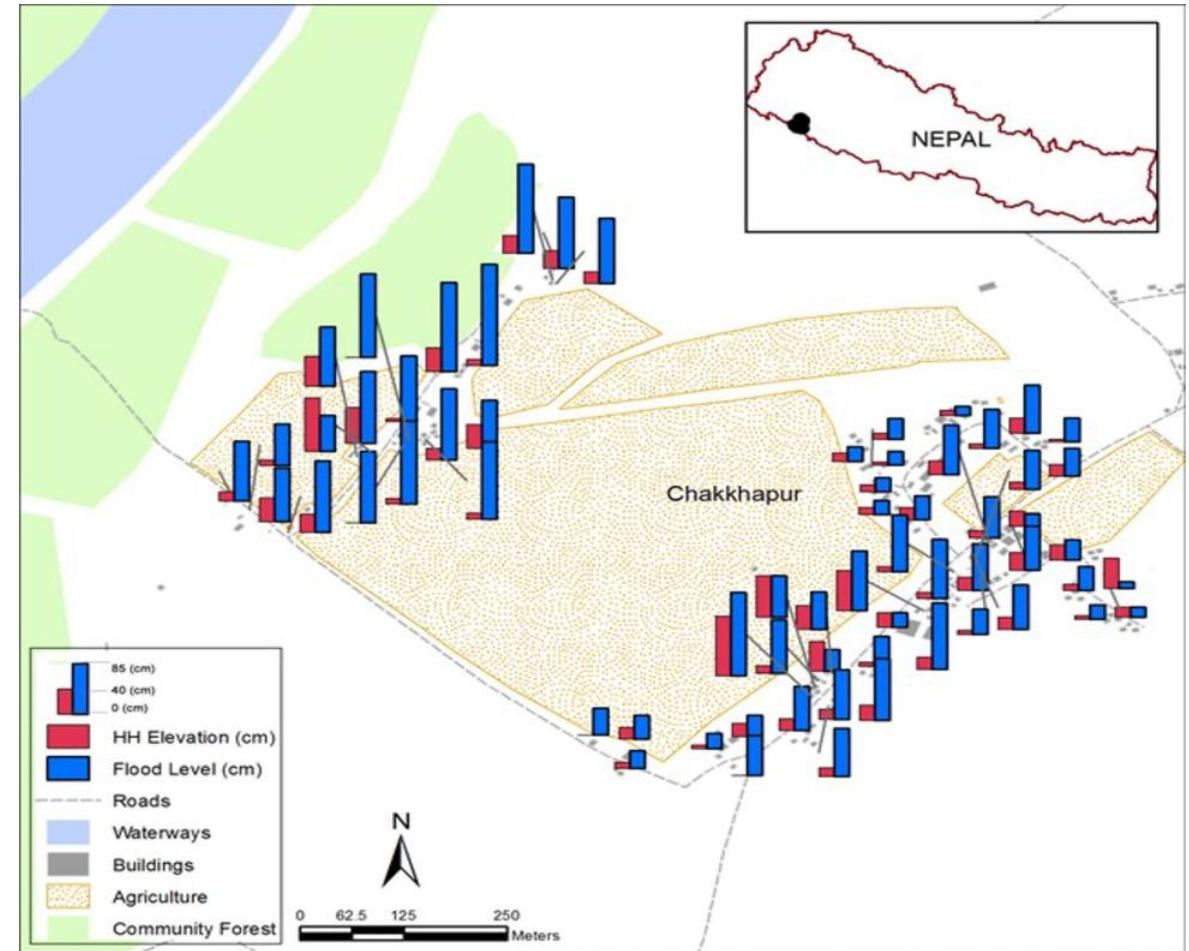 NEPAL
Chakkhapur
85 (cm)
40 (cm)
0 (cm)
HH Elevation (cm)
Flood Level (cm)
Roads
Waterways
Buildings
Agriculture
Community Forest
N
0 62.5 125 250
Meters